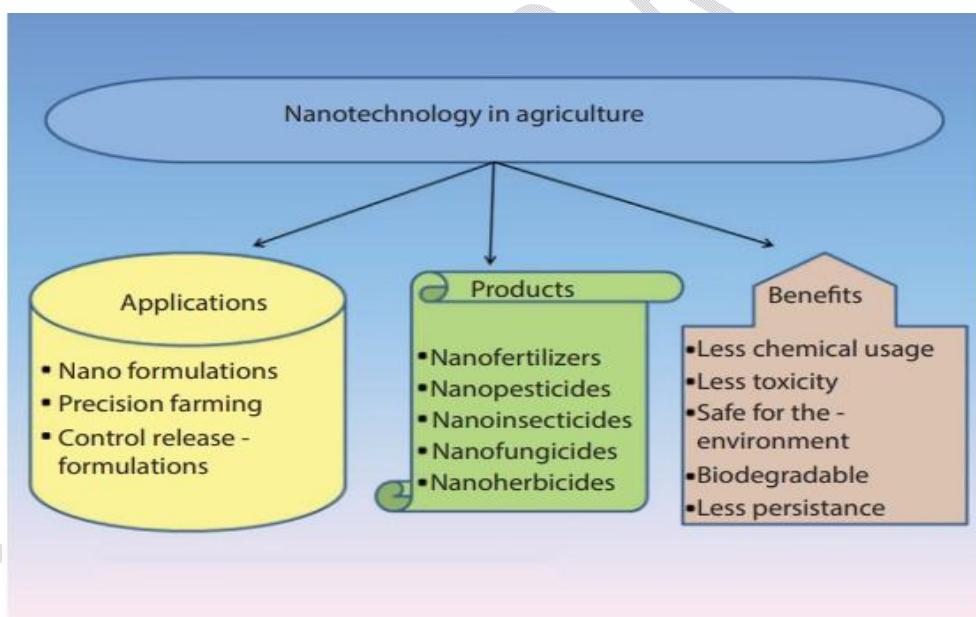 Nanotechnology in agriculture
Applications
▪ Nano formulations
▪ Precision farming
▪ Control release -
formulations
Products
▪Nanofertilizers
▪Nanopesticides
▪Nanoinsecticides
▪Nanofungicides
▪Nanoherbicides
Benefits
▪Less chemical usage
▪Less toxicity
▪Safe for the -
environment
▪Biodegradable
▪Less persistance